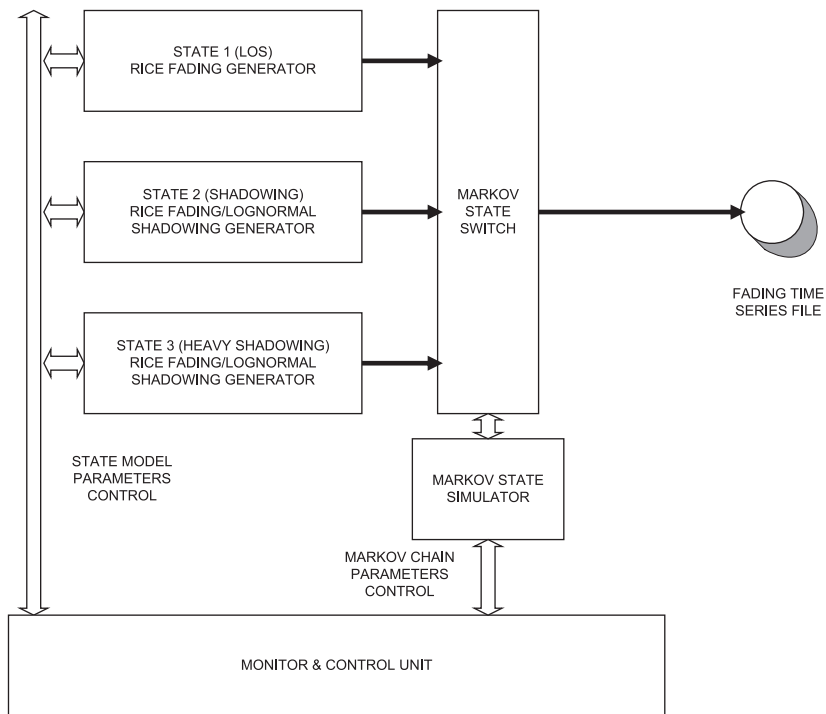 STATE 1 (LOS)
RICE FADING GENERATOR
STATE 2 (SHADOWING)
RICE FADING/LOGNORMAL
SHADOWING GENERATOR
MARKOV
STATE
SWITCH
FADING TIME
SERIES FILE
STATE 3 (HEAVY SHADOWING)
RICE FADING/LOGNORMAL
SHADOWING GENERATOR
STATE MODEL
PARAMETERS
CONTROL
MARKOV STATE
SIMULATOR
MARKOV CHAIN
PARAMETERS
CONTROL
MONITOR & CONTROL UNIT